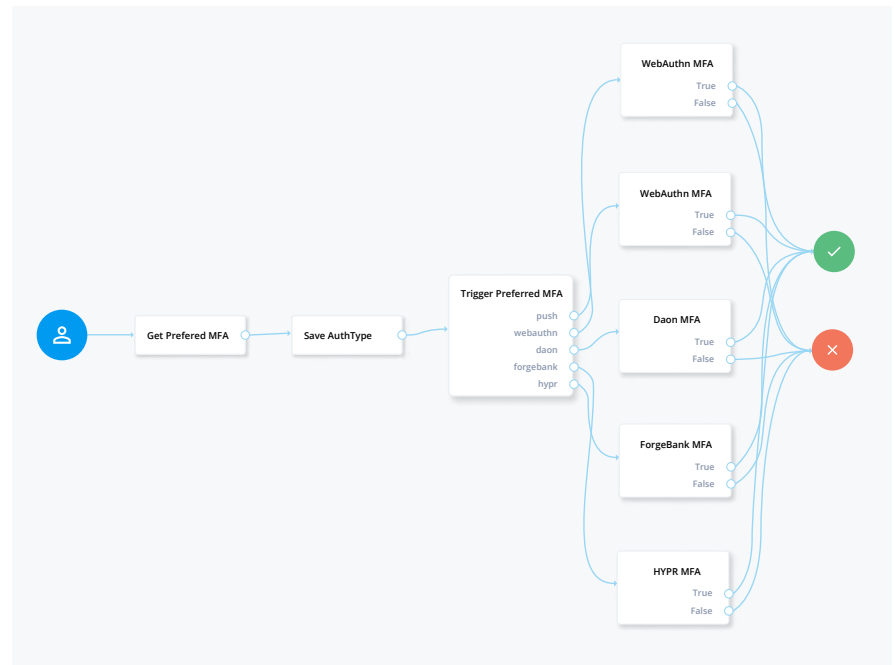 Get Prefered MFA
Save AuthType
Trigger Preferred MFA
push
webauthn
daon
forgebank
hypr
WebAuthn MFA
True
False
WebAuthn MFA
True
False
Daon MFA
True
False
ForgeBank MFA
True
False
HYPR MFA
True
False